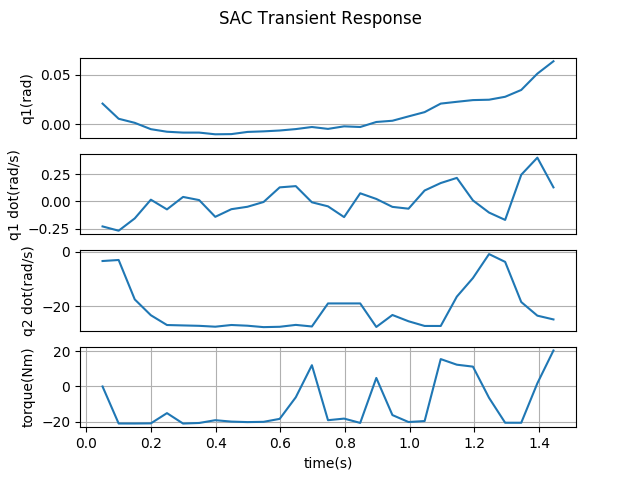 SAC Transient Response
q1(rad)
0.05
0.00
q1 dot(rad/s)
0.25
0.00
−0.25
q2 dot(rad/s)
0
−20
torque(Nm)
20
0
−20
0.0 0.2 0.4 0.6 0.8 1.0 1.2 1.4
time(s)